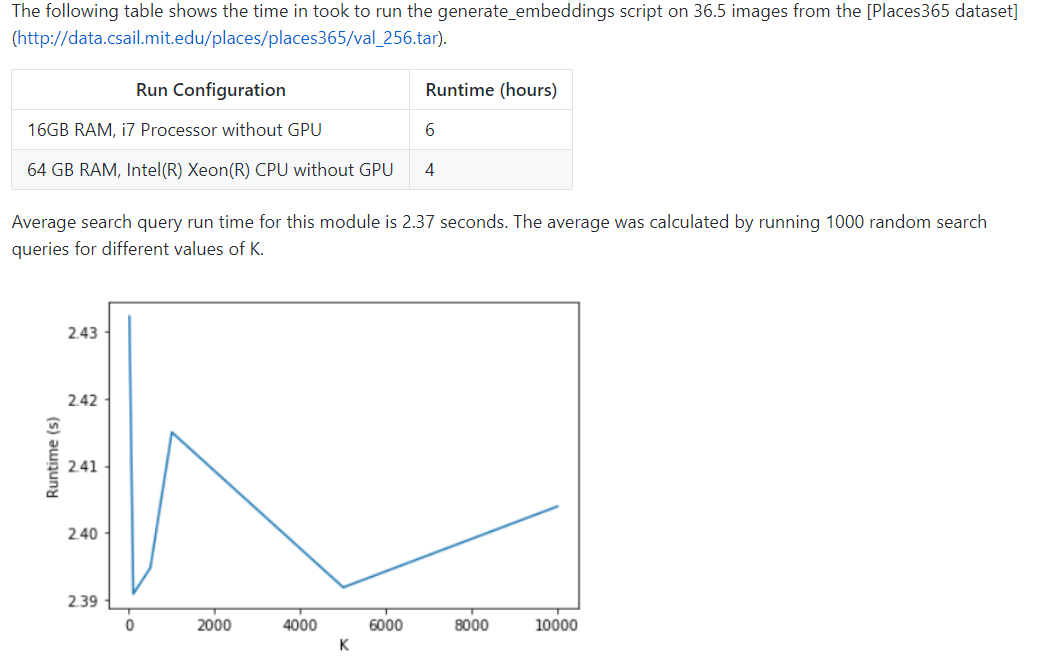 The following table shows the time in took to run the generate_embeddings script on 36.5 images from the [Places365 dataset]
(http://data.csail.mit.edu/places/places365/val_256.tar).
Run Configuration Runtime (hours)
16GB RAM, i7 Processor without GPU 6
64 GB RAM, Intel(R) Xeon(R) CPU without GPU 4
Average search query run time for this module is 2.37 seconds. The average was calculated by running 1000 random search
queries for different values of K.
2.43
2.42
2.41
2.40
2.39
Runtime (s)
0 2000 4000 6000 8000 10000
K